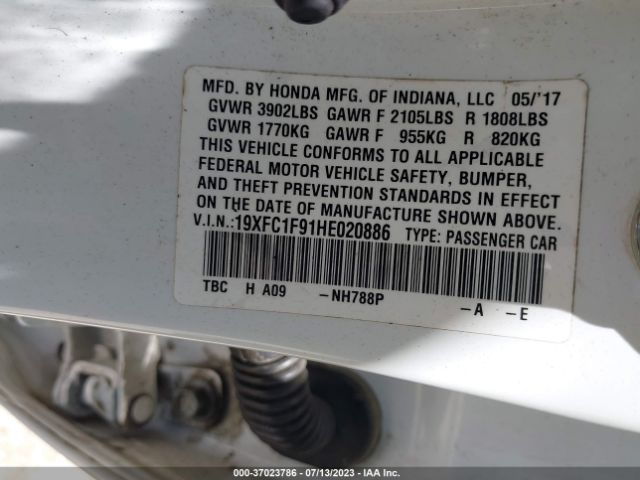 MFD. BY HONDA MFG. OF INDIANA, LLC 05/'17
GVWR 3902LBS GAWR F 2105LBS R 1808LBS
GVWR 1770KG GAWR F 955KG R 820KG
THIS VEHICLE CONFORMS TO ALL APPLICABLE
FEDERAL MOTOR VEHICLE SAFETY, BUMPER,
AND THEFT PREVENTION STANDARDS IN EFFECT
ON THE DATE OF MANUFACTURE SHOWN ABOVE.
V.I.N.:19XFC1F91HE020886 TYPE: PASSENGER CAR
TBC H A09 -NH788P -A -E
000-37023786 - 07/13/2023 - IAA Inc.